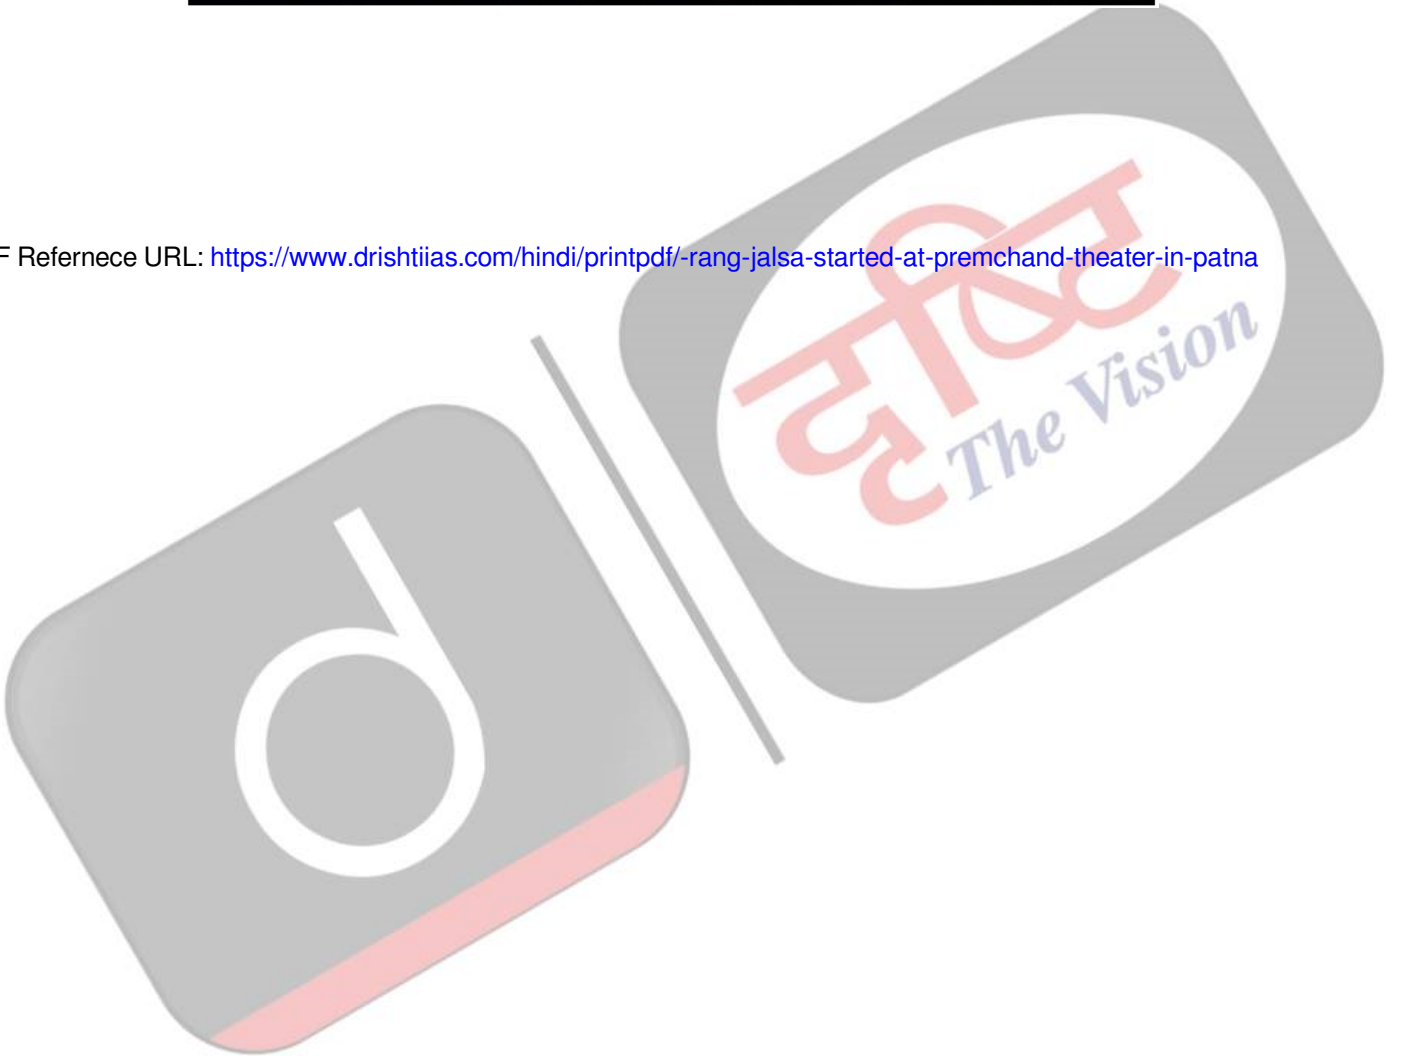 F Refernece URL: https://www.drishtiias.com/hindi/printpdf/-rang-jalsa-started-at-premchand-theater-in-patna
दृष्टि
The Vision
d